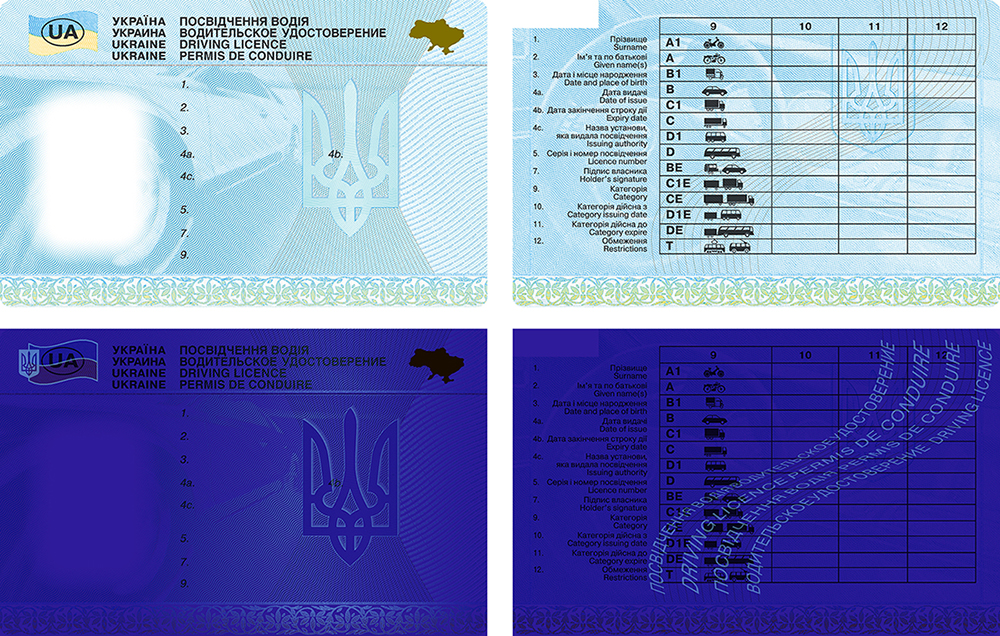 UA
УКРАЇНА ПОСВІДЧЕННЯ ВОДІЯ
УКРАИНА ВОДИТЕЛЬСКОЕ УДОСТОВЕРЕНИЕ
UKRAINE DRIVING LICENCE
UKRAINE PERMIS DE CONDUIRE
1.
2.
3.
4a. 4b.
4c.
5.
7.
9.
9 10 11 12
1. Прізвище
Surname
2. Ім'я та по батькові
Given name(s)
3. Дата і місце народження
Date and place of birth
4a. Дата видачі
Date of issue
4b. Дата закінчення строку дії
Expiry date
4c. Назва установи,
яка видала посвідчення
Issuing authority
5. Серія і номер посвідчення
Licence number
7. Підпис власника
Holder's signature
9. Категорія
Category
10. Категорія дійсна з
Category issuing date
11. Категорія дійсна до
Category expire
12. Обмеження
Restrictions
A1
A
B1
B
C1
C
D1
D
BE
C1E
CE
D1E
DE
T
UA
УКРАЇНА ПОСВІДЧЕННЯ ВОДІЯ
УКРАИНА ВОДИТЕЛЬСКОЕ УДОСТОВЕРЕНИЕ
UKRAINE DRIVING LICENCE
UKRAINE PERMIS DE CONDUIRE
1.
2.
3.
4a. 4b.
4c.
5.
7.
9.
9 10 11 12
1. Прізвище
Surname
2. Ім'я та по батькові
Given name(s)
3. Дата і місце народження
Date and place of birth
4a. Дата видачі
Date of issue
4b. Дата закінчення строку дії
Expiry date
4c. Назва установи,
яка видала посвідчення
Issuing authority
5. Серія і номер посвідчення
Licence number
7. Підпис власника
Holder's signature
9. Категорія
Category
10. Категорія дійсна з
Category issuing date
11. Категорія дійсна до
Category expire
12. Обмеження
Restrictions
A1
A
B1
B
C1
C
D1
D
BE
C1E
CE
D1E
DE
T
ПОСВІДЧЕННЯ ВОДІЯ ВОДИТЕЛЬСКОЕ УДОСТОВЕРЕНИЕ
DRIVING LICENCE PERMIS DE CONDUIRE
ПОСВІДЧЕННЯ ВОДІЯ PERMIS DE CONDUIRE
ВОДИТЕЛЬСКОЕ УДОСТОВЕРЕНИЕ DRIVING LICENCE